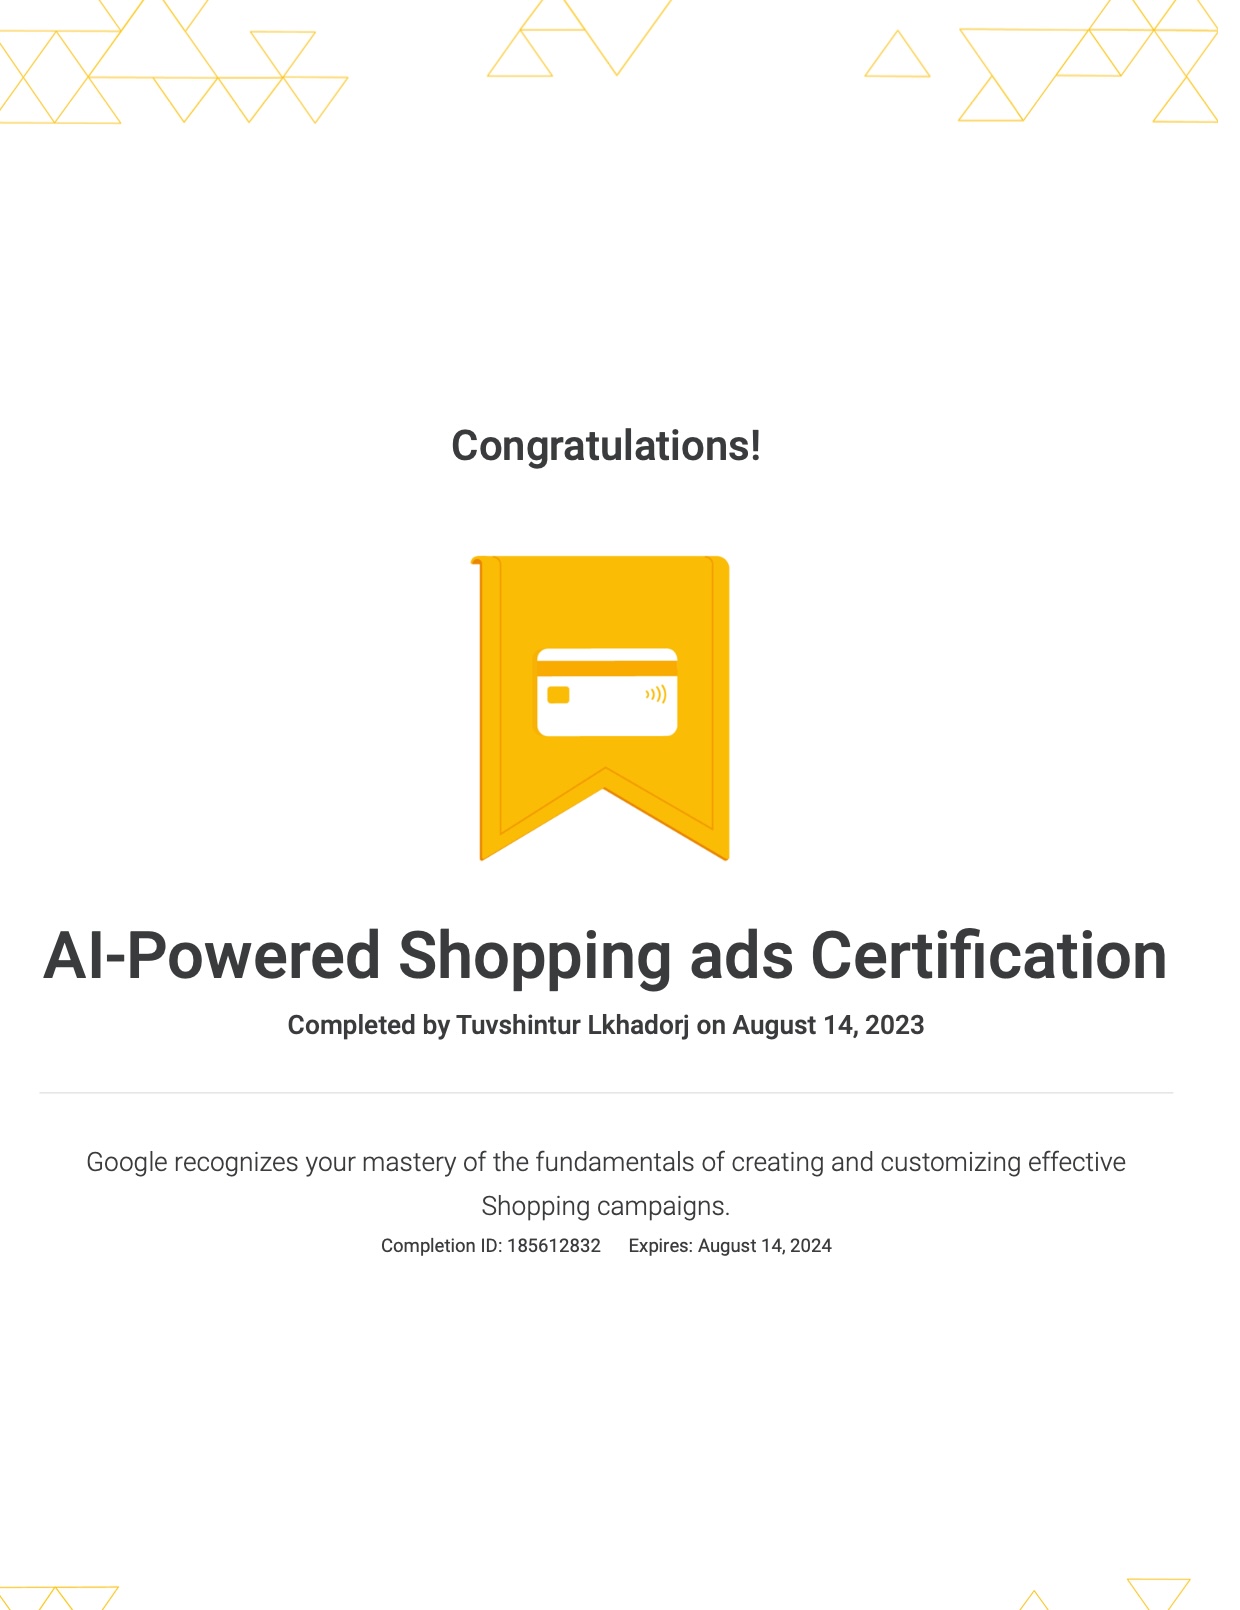 Congratulations!
AI-Powered Shopping ads Certification
Completed by Tuvshintur Lkhadorj on August 14, 2023
Google recognizes your mastery of the fundamentals of creating and customizing effective
Shopping campaigns.
Completion ID: 185612832 Expires: August 14, 2024